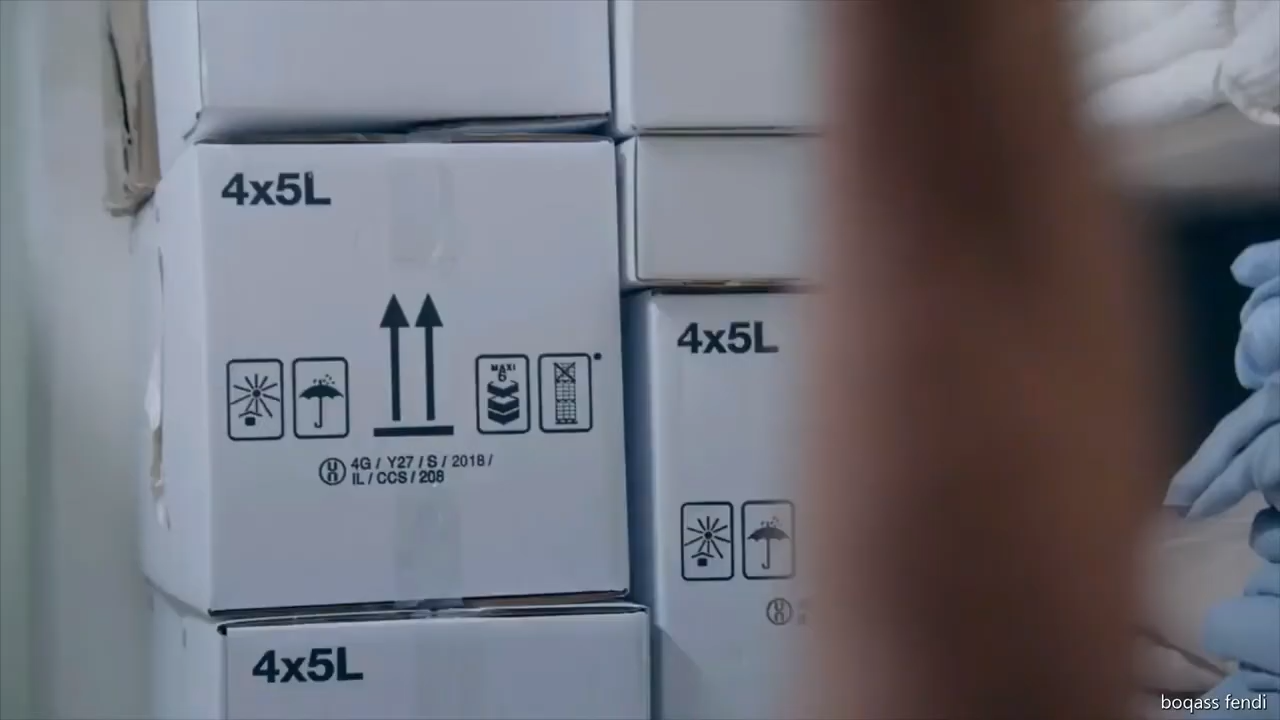 4x5L
MAXI
6
4G / Y27 / S / 2018 /
IL / CCS / 208
4x5L
4x5L
boqass fendi